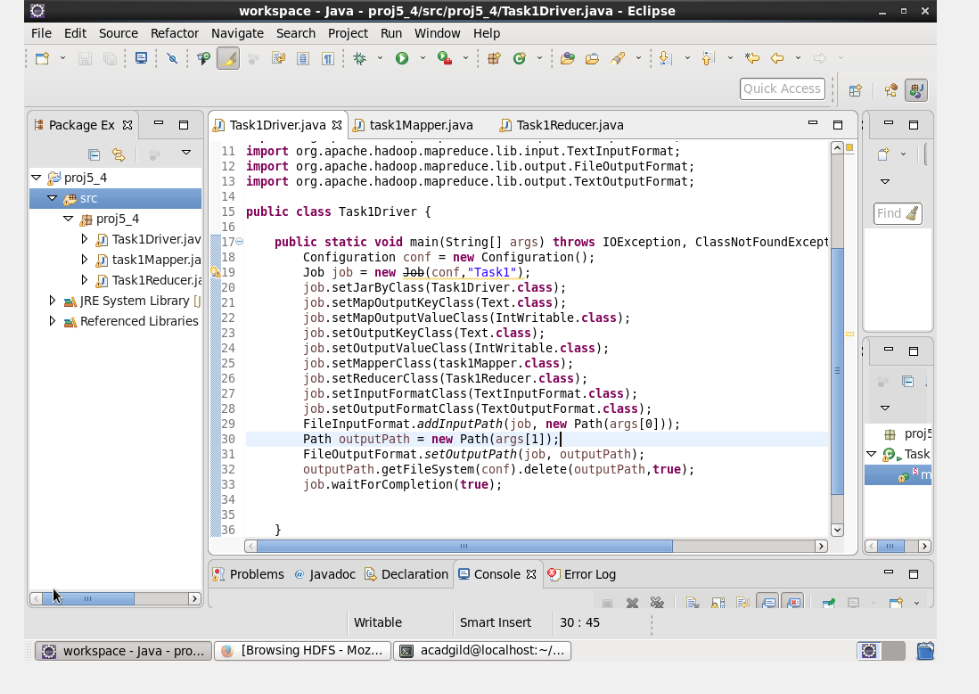 workspace - Java - proj5_4/src/proj5_4/Task1Driver.java - Eclipse
File Edit Source Refactor Navigate Search Project Run Window Help
Quick Access
Package Ex
Task1Driver.java task1Mapper.java Task1Reducer.java
proj5_4
src
proj5_4
Task1Driver.jav
task1Mapper.ja
Task1Reducer.ja
JRE System Library [J
Referenced Libraries
11 import org.apache.hadoop.mapreduce.lib.input.TextInputFormat;
12 import org.apache.hadoop.mapreduce.lib.output.FileOutputFormat;
13 import org.apache.hadoop.mapreduce.lib.output.TextOutputFormat;
14
15 public class Task1Driver {
16
17 public static void main(String[] args) throws IOException, ClassNotFoundExcept
18 Configuration conf = new Configuration();
19 Job job = new Job(conf,"Task1");
20 job.setJarByClass(Task1Driver.class);
21 job.setMapOutputKeyClass(Text.class);
22 job.setMapOutputValueClass(IntWritable.class);
23 job.setOutputKeyClass(Text.class);
24 job.setOutputValueClass(IntWritable.class);
25 job.setMapperClass(task1Mapper.class);
26 job.setReducerClass(Task1Reducer.class);
27 job.setInputFormatClass(TextInputFormat.class);
28 job.setOutputFormatClass(TextOutputFormat.class);
29 FileInputFormat.addInputPath(job, new Path(args[0]));
30 Path outputPath = new Path(args[1]);
31 FileOutputFormat.setOutputPath(job, outputPath);
32 outputPath.getFileSystem(conf).delete(outputPath,true);
33 job.waitForCompletion(true);
34
35
36 }
Find
proj5
Task
m
Problems Javadoc Declaration Console Error Log
Writable Smart Insert 30 : 45
workspace - Java - pro... [Browsing HDFS - Moz... acadgild@localhost:~/...